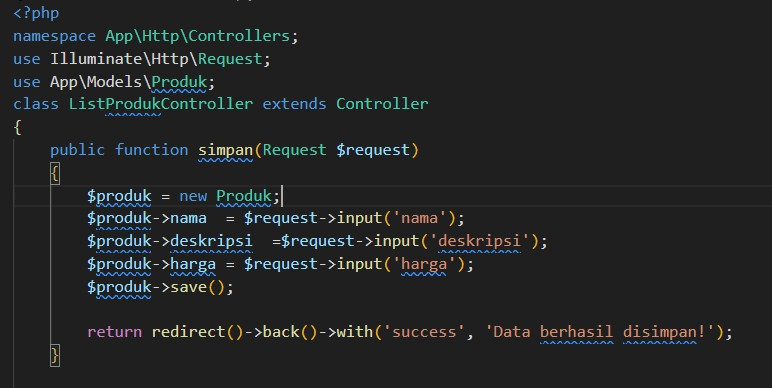 <?php
namespace App\Http\Controllers;
use Illuminate\Http\Request;
use App\Models\Produk;
class ListProdukController extends Controller
{
    public function simpan(Request $request)
    {
        $produk = new Produk;
        $produk->nama  = $request->input('nama');
        $produk->deskripsi  =$request->input('deskripsi');
        $produk->harga = $request->input('harga');
        $produk->save();

        return redirect()->back()->with('success', 'Data berhasil disimpan!');
    }